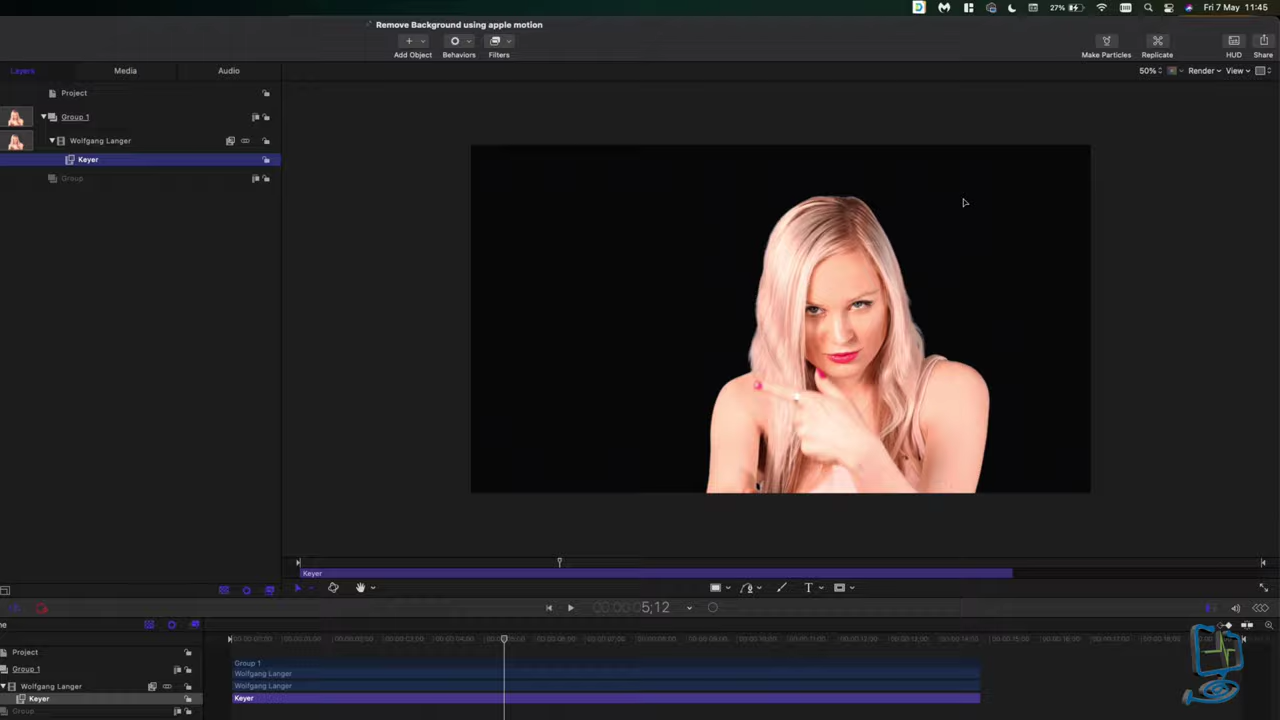 27%
Fri 7 May 11:45
Remove Background using apple motion
Add Object
Behaviors
Filters
Make Particles
Replicate
HUD
Share
Layers
Media
Audio
50%
Render
View
Project
Group 1
Wolfgang Langer
Keyer
Group
Keyer
T
5;12
Project
Group 1
Wolfgang Langer
Keyer
Group
Group 1
Wolfgang Langer
Wolfgang Langer
Keyer